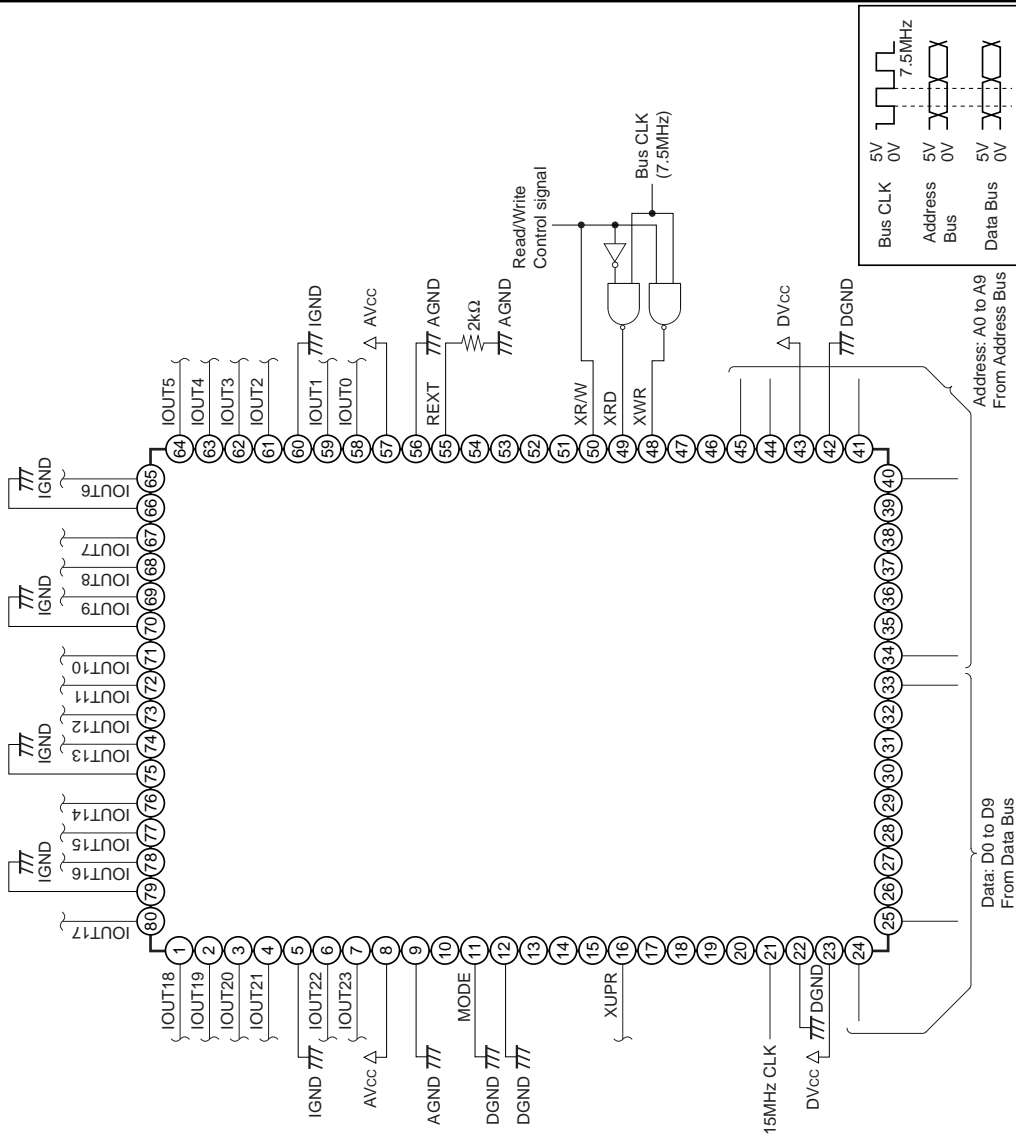 IOUT6
IGND
IOUT7
IOUT8
IOUT9
IGND
IOUT10
IOUT11
IOUT12
IOUT13
IGND
IOUT14
IOUT15
IOUT16
IGND
IOUT17
65
66
67
68
69
70
71
72
73
74
75
76
77
78
79
80
IOUT5
IOUT4
IOUT3
IOUT2
IGND
IOUT1
IOUT0
AVcc
AGND
REXT
2kΩ
AGND
Read/Write
Control signal
Bus CLK
(7.5MHz)
XR/W
XRD
XWR
DVcc
DGND
64
63
62
61
60
59
58
57
56
55
54
53
52
51
50
49
48
47
46
45
44
43
42
41
Address: A0 to A9
From Address Bus
40
39
38
37
36
35
34
33
32
31
30
29
28
27
26
25
Data: D0 to D9
From Data Bus
1
2
3
4
5
6
7
8
9
10
11
12
13
14
15
16
17
18
19
20
21
22
23
24
IOUT18
IOUT19
IOUT20
IOUT21
IGND
IOUT22
IOUT23
AVcc
AGND
MODE
DGND
DGND
XUPR
15MHz CLK
DGND
DVcc
Bus CLK
5V
0V
7.5MHz
Address
Bus
5V
0V
Data Bus
5V
0V